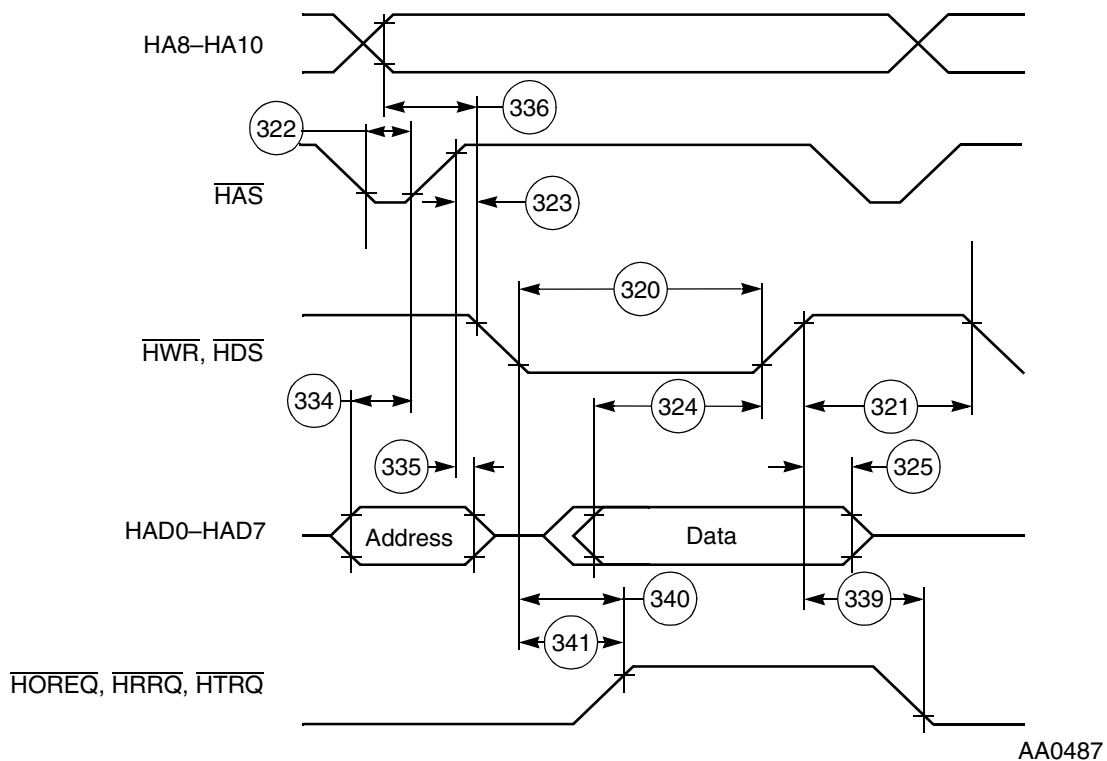 HA8–HA10
336
322
HAS
323
320
HWR, HDS
334
324
321
335
325
HAD0–HAD7
Address
Data
340
339
341
HOREQ, HRRQ, HTRQ
AA0487